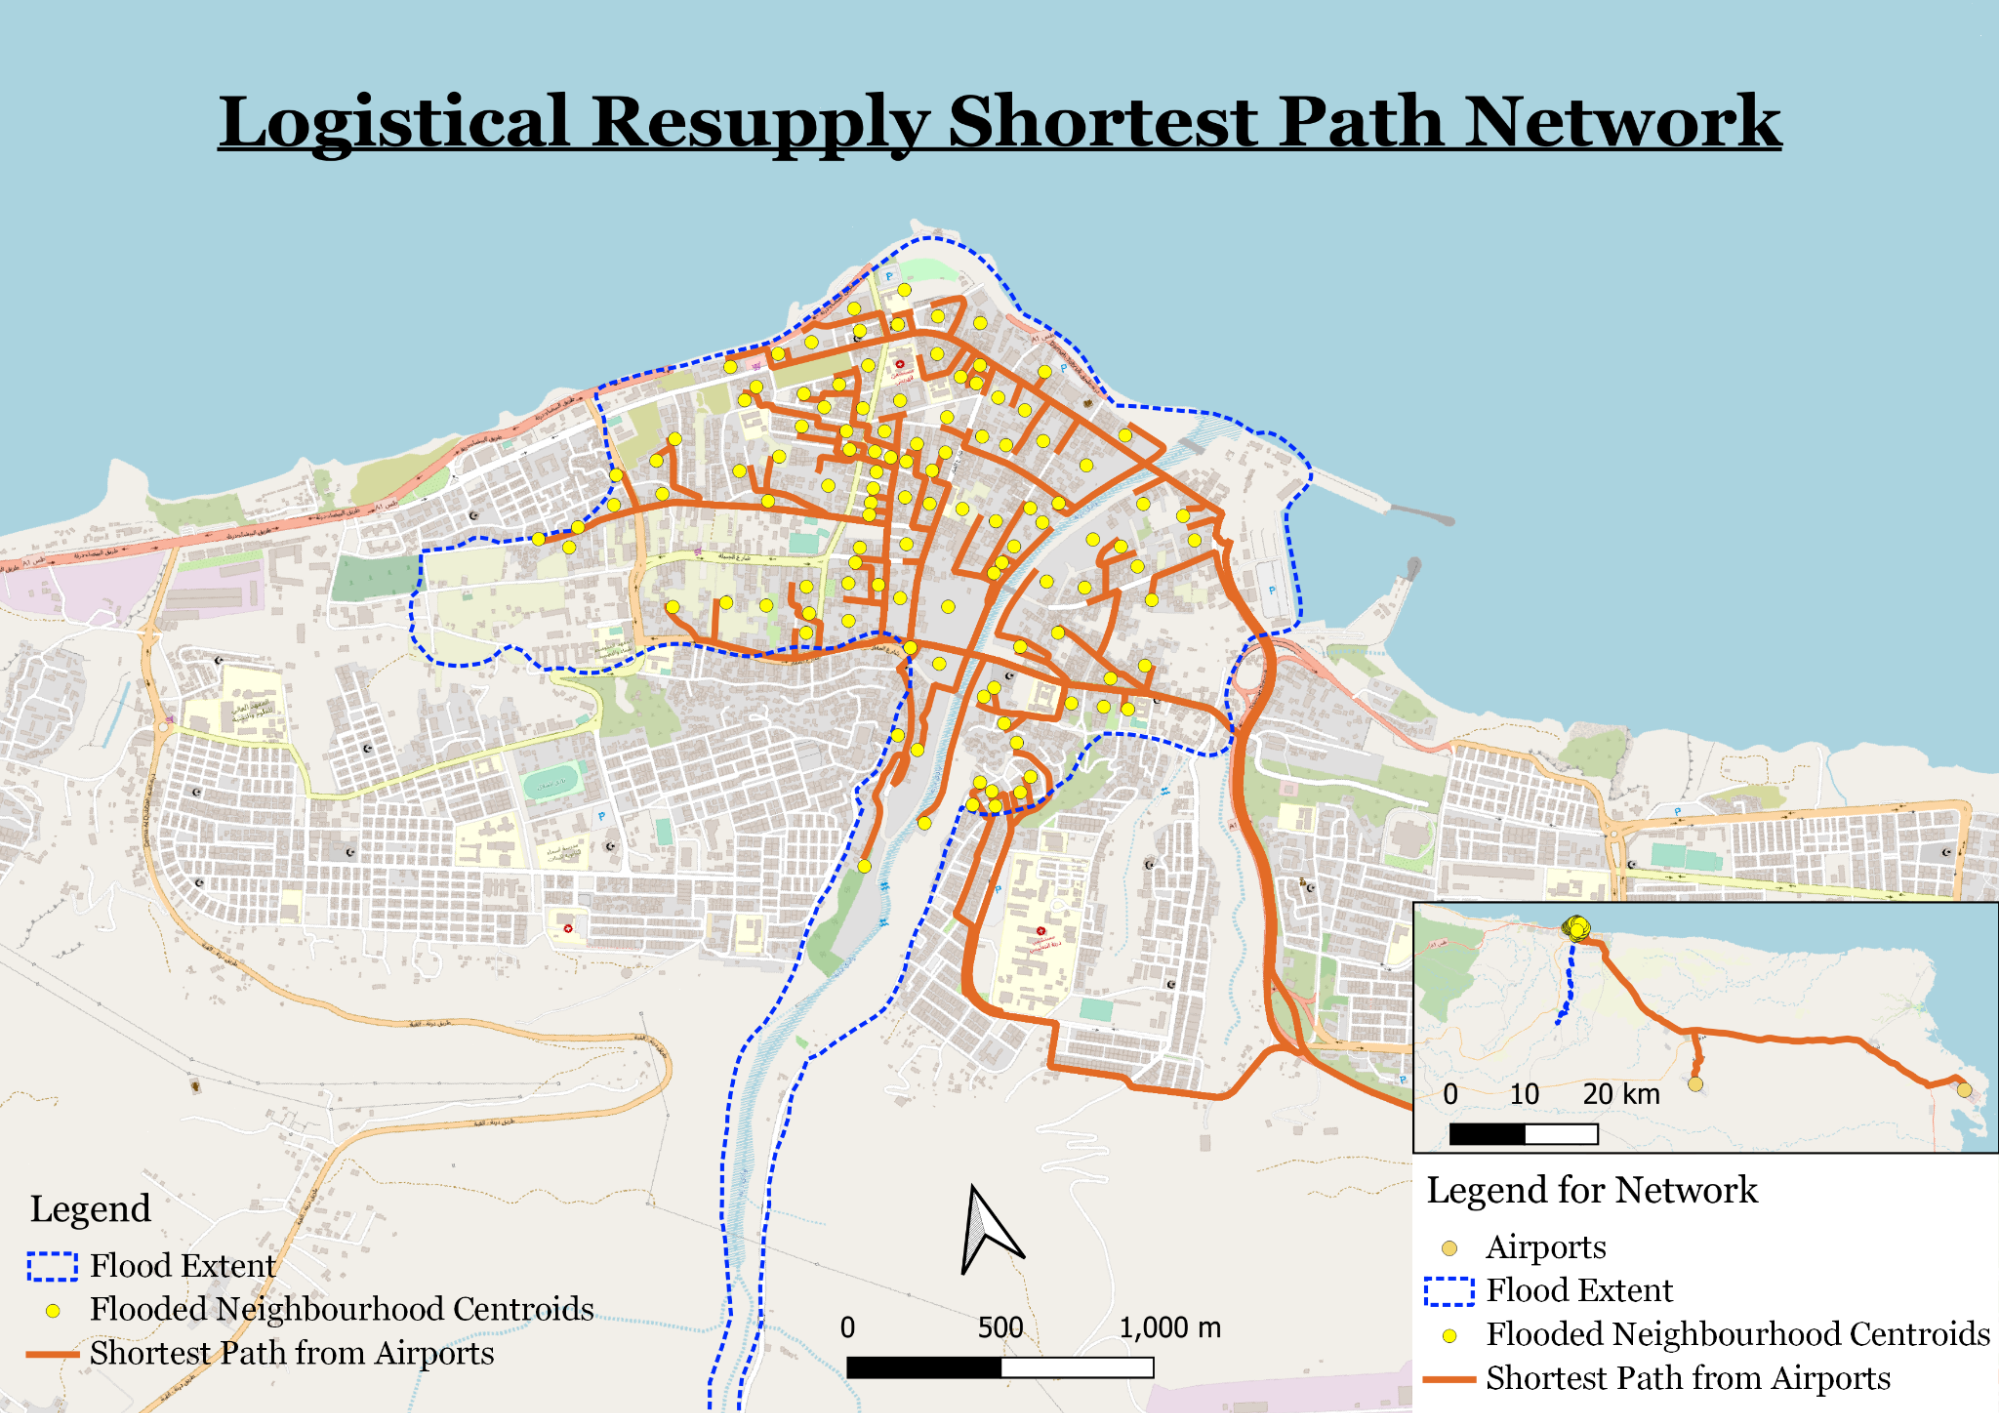 Logistical Resupply Shortest Path Network
P
P
P
P
P
P
P
A1
0 10 20 km
Legend
Flood Extent
Flooded Neighbourhood Centroids
Shortest Path from Airports
0 500 1,000 m
Legend for Network
Airports
Flood Extent
Flooded Neighbourhood Centroids
Shortest Path from Airports